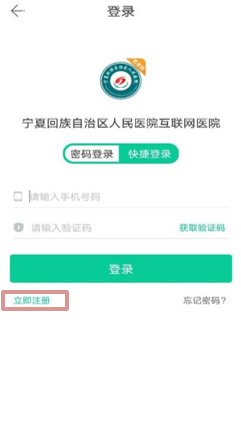 登录
宁夏回族自治区人民医院互联网医院
密码登录 快捷登录
请输入手机号码
请输入验证码 获取验证码
登录
立即注册 忘记密码?